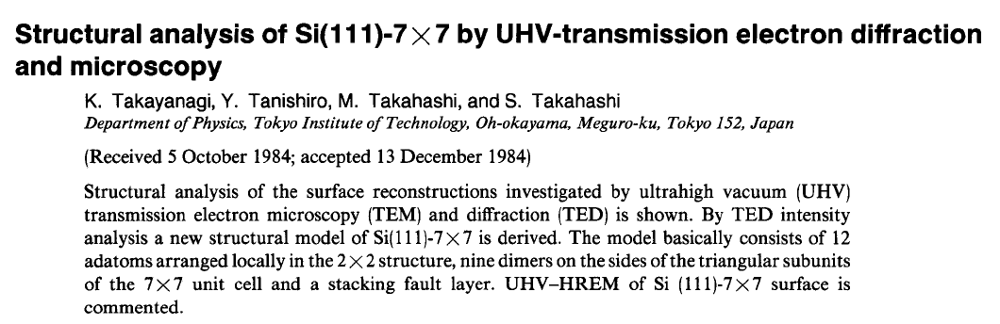 Structural analysis of Si(111)-7×7 by UHV-transmission electron diffraction
and microscopy
K. Takayanagi, Y. Tanishiro, M. Takahashi, and S. Takahashi
Department of Physics, Tokyo Institute of Technology, Oh-okayama, Meguro-ku, Tokyo 152, Japan
(Received 5 October 1984; accepted 13 December 1984)
Structural analysis of the surface reconstructions investigated by ultrahigh vacuum (UHV)
transmission electron microscopy (TEM) and diffraction (TED) is shown. By TED intensity
analysis a new structural model of Si(111)-7×7 is derived. The model basically consists of 12
adatoms arranged locally in the 2×2 structure, nine dimers on the sides of the triangular subunits
of the 7×7 unit cell and a stacking fault layer. UHV–HREM of Si (111)-7×7 surface is
commented.